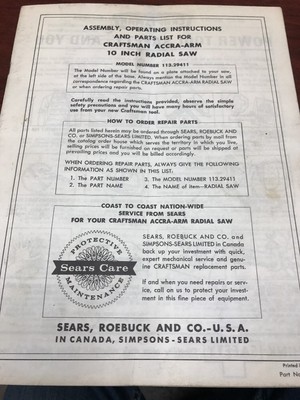 ASSEMBLY, OPERATING INSTRUCTIONS
AND PARTS LIST FOR
CRAFTSMAN ACCRA-ARM
10 INCH RADIAL SAW
MODEL NUMBER 113.29411
The Model Number will be found on a plate attached to your saw,
at the left side of the base. Always mention the Model Number in all
correspondence regarding the CRAFTSMAN ACCRA-ARM RADIAL SAW
or when ordering repair parts.
Carefully read the instructions provided, observe the simple
safety precautions and you will have many hours of satisfactory
use from your new Craftsman tool.
HOW TO ORDER REPAIR PARTS
All parts listed herein may be ordered through SEARS, ROEBUCK AND
CO. or SIMPSONS-SEARS LIMITED. When ordering parts by mail from
the catalog order house which serves the territory in which you live,
selling prices will be furnished on request or parts will be shipped at
prevailing prices and you will be billed accordingly.
WHEN ORDERING REPAIR PARTS, ALWAYS GIVE THE FOLLOWING
INFORMATION AS SHOWN IN THIS LIST:
1. The PART NUMBER 3. The MODEL NUMBER 113.29411
2. The PART NAME 4. The NAME of item—RADIAL SAW
COAST TO COAST NATION-WIDE
SERVICE FROM SEARS
FOR YOUR CRAFTSMAN ACCRA-ARM RADIAL SAW
PROTECTIVE
Sears Care
MAINTENANCE
SEARS, ROEBUCK AND CO. and
SIMPSONS-SEARS LIMITED in Canada
back up your investment with quick,
expert mechanical service and genu-
ine CRAFTSMAN replacement parts.
If and when you need repairs or serv-
ice, call on us to protect your invest-
ment in this fine piece of equipment.
SEARS, ROEBUCK AND CO.-U.S.A.
IN CANADA, SIMPSONS-SEARS LIMITED
Printed
Part No